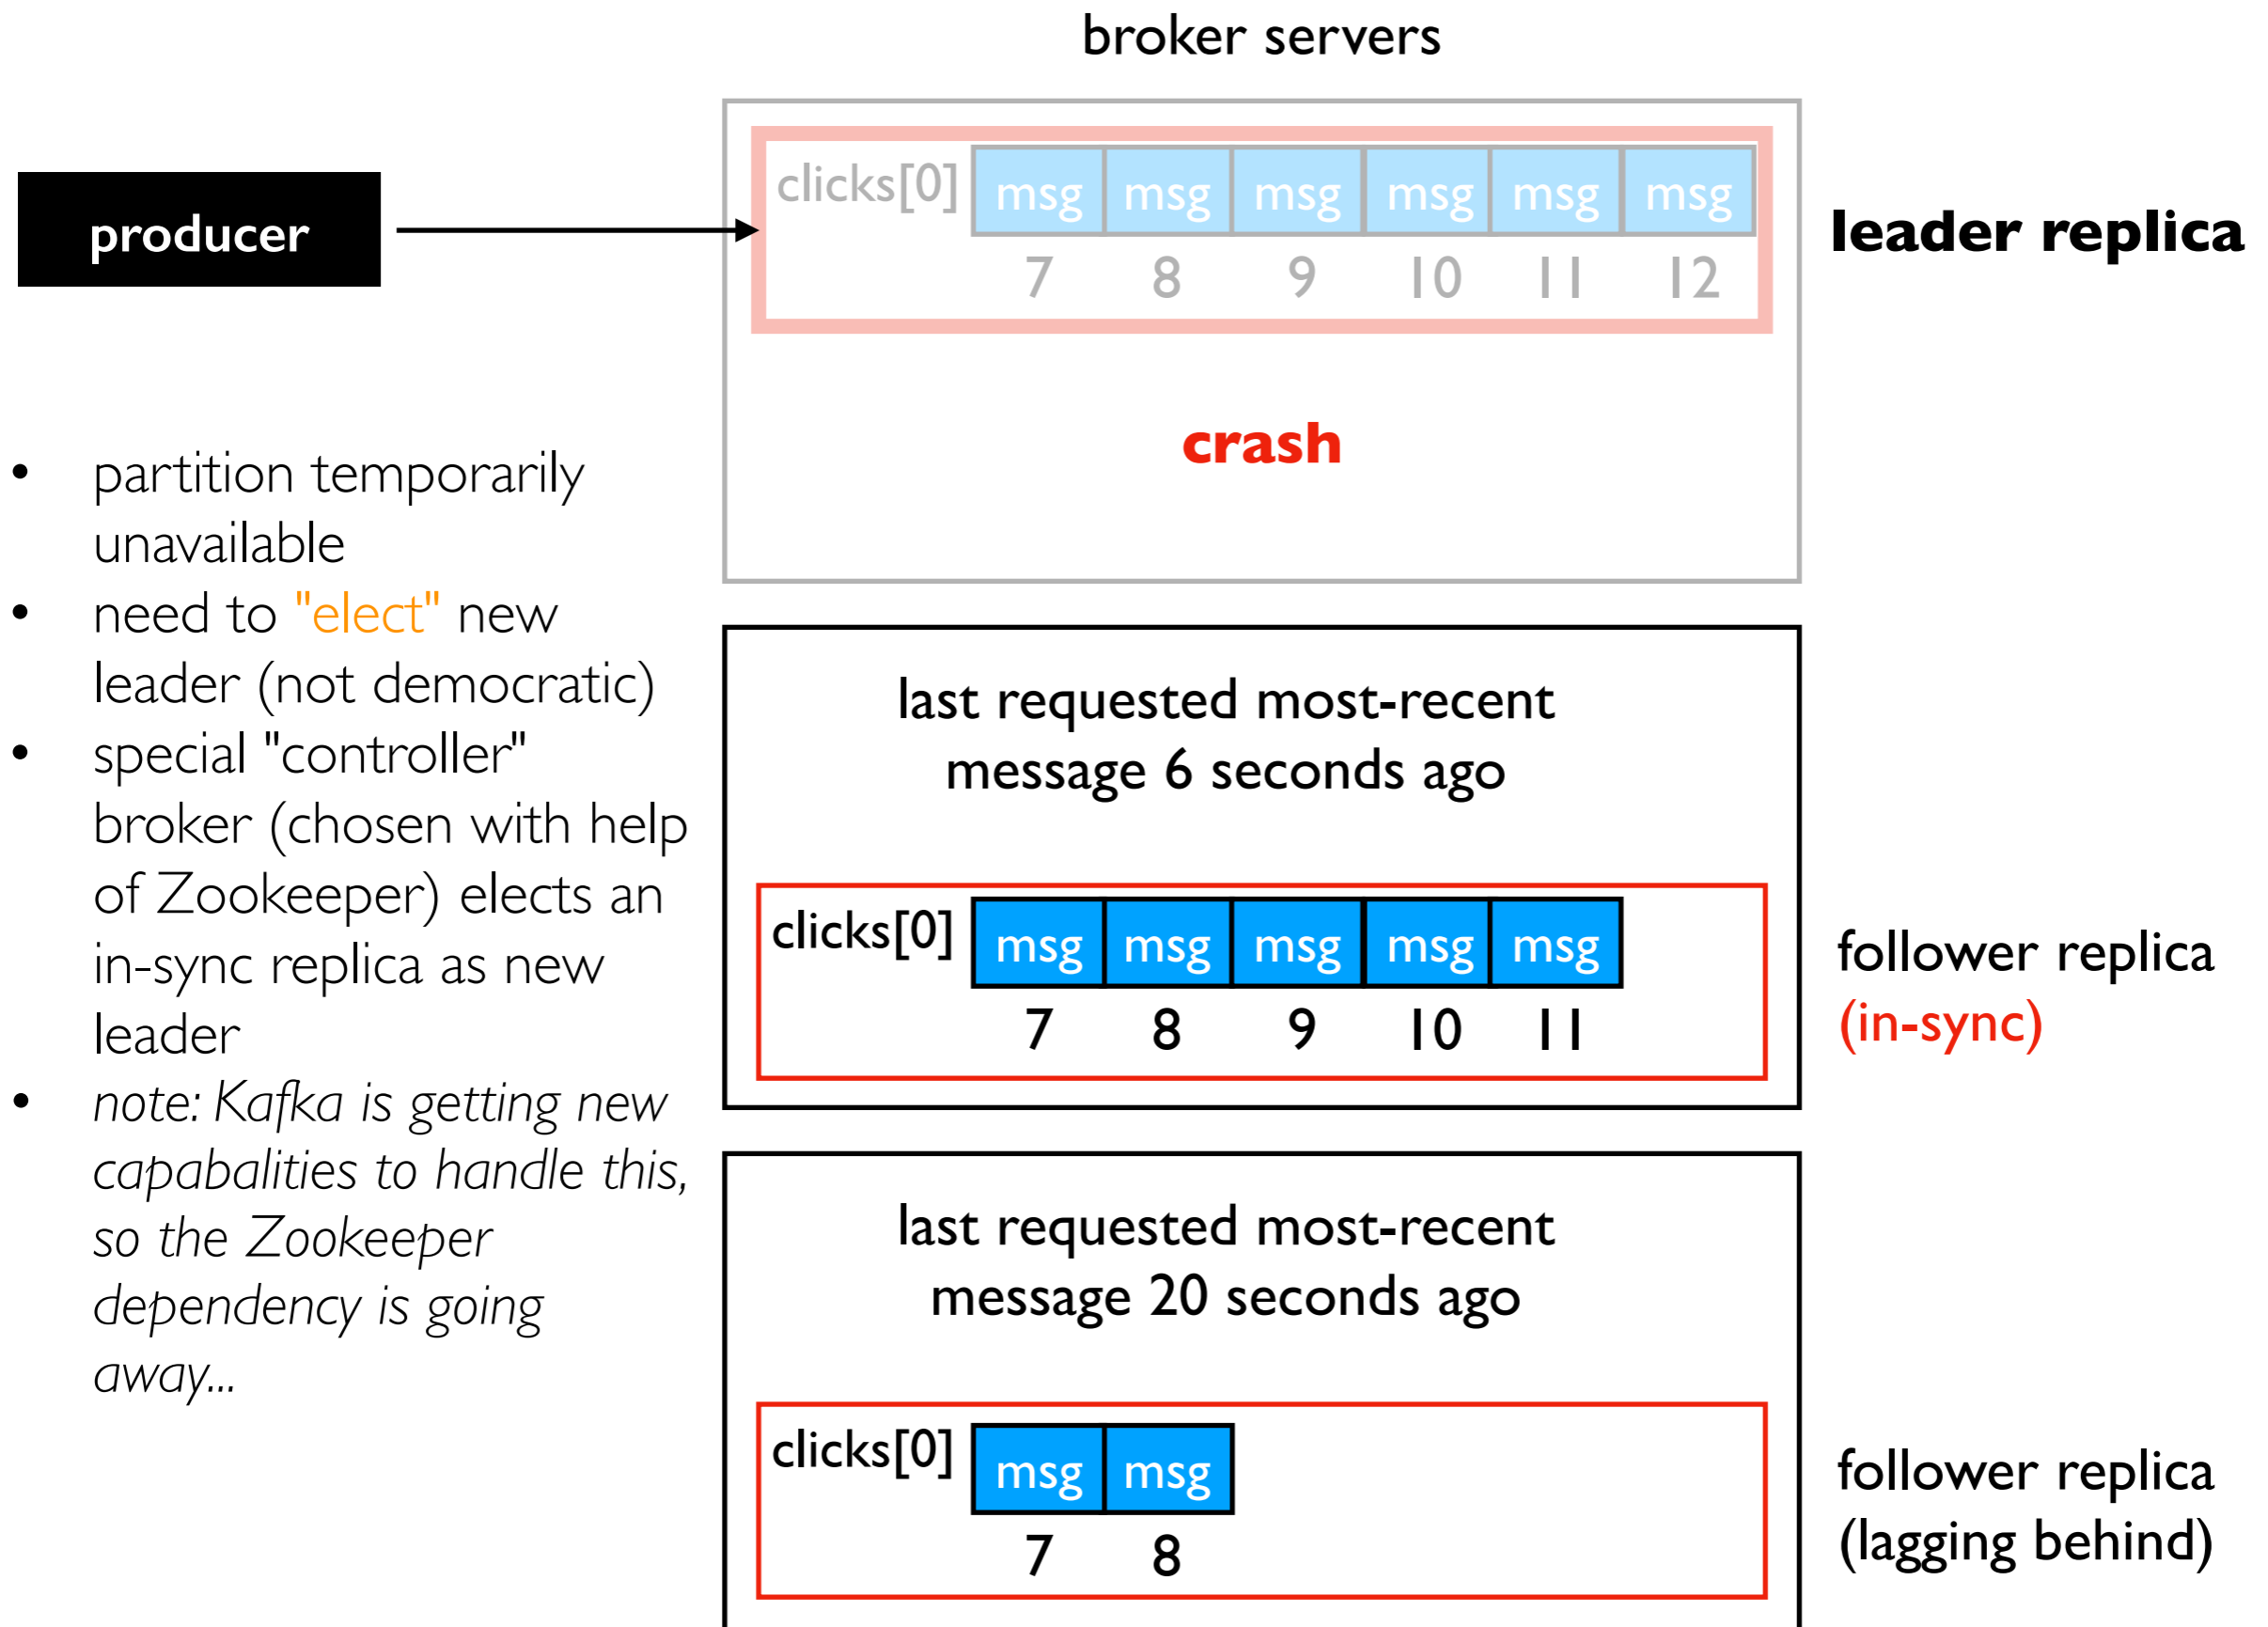 broker servers
producer
clicks[0] msg msg msg msg msg msg
7 8 9 10 11 12
leader replica
crash
• partition temporarily
unavailable
• need to "elect" new
leader (not democratic)
• special "controller"
broker (chosen with help
of Zookeeper) elects an
in-sync replica as new
leader
• note: Kafka is getting new
capabalities to handle this,
so the Zookeeper
dependency is going
away...
last requested most-recent
message 6 seconds ago
clicks[0] msg msg msg msg msg
7 8 9 10 11
follower replica
(in-sync)
last requested most-recent
message 20 seconds ago
clicks[0] msg msg
7 8
follower replica
(lagging behind)